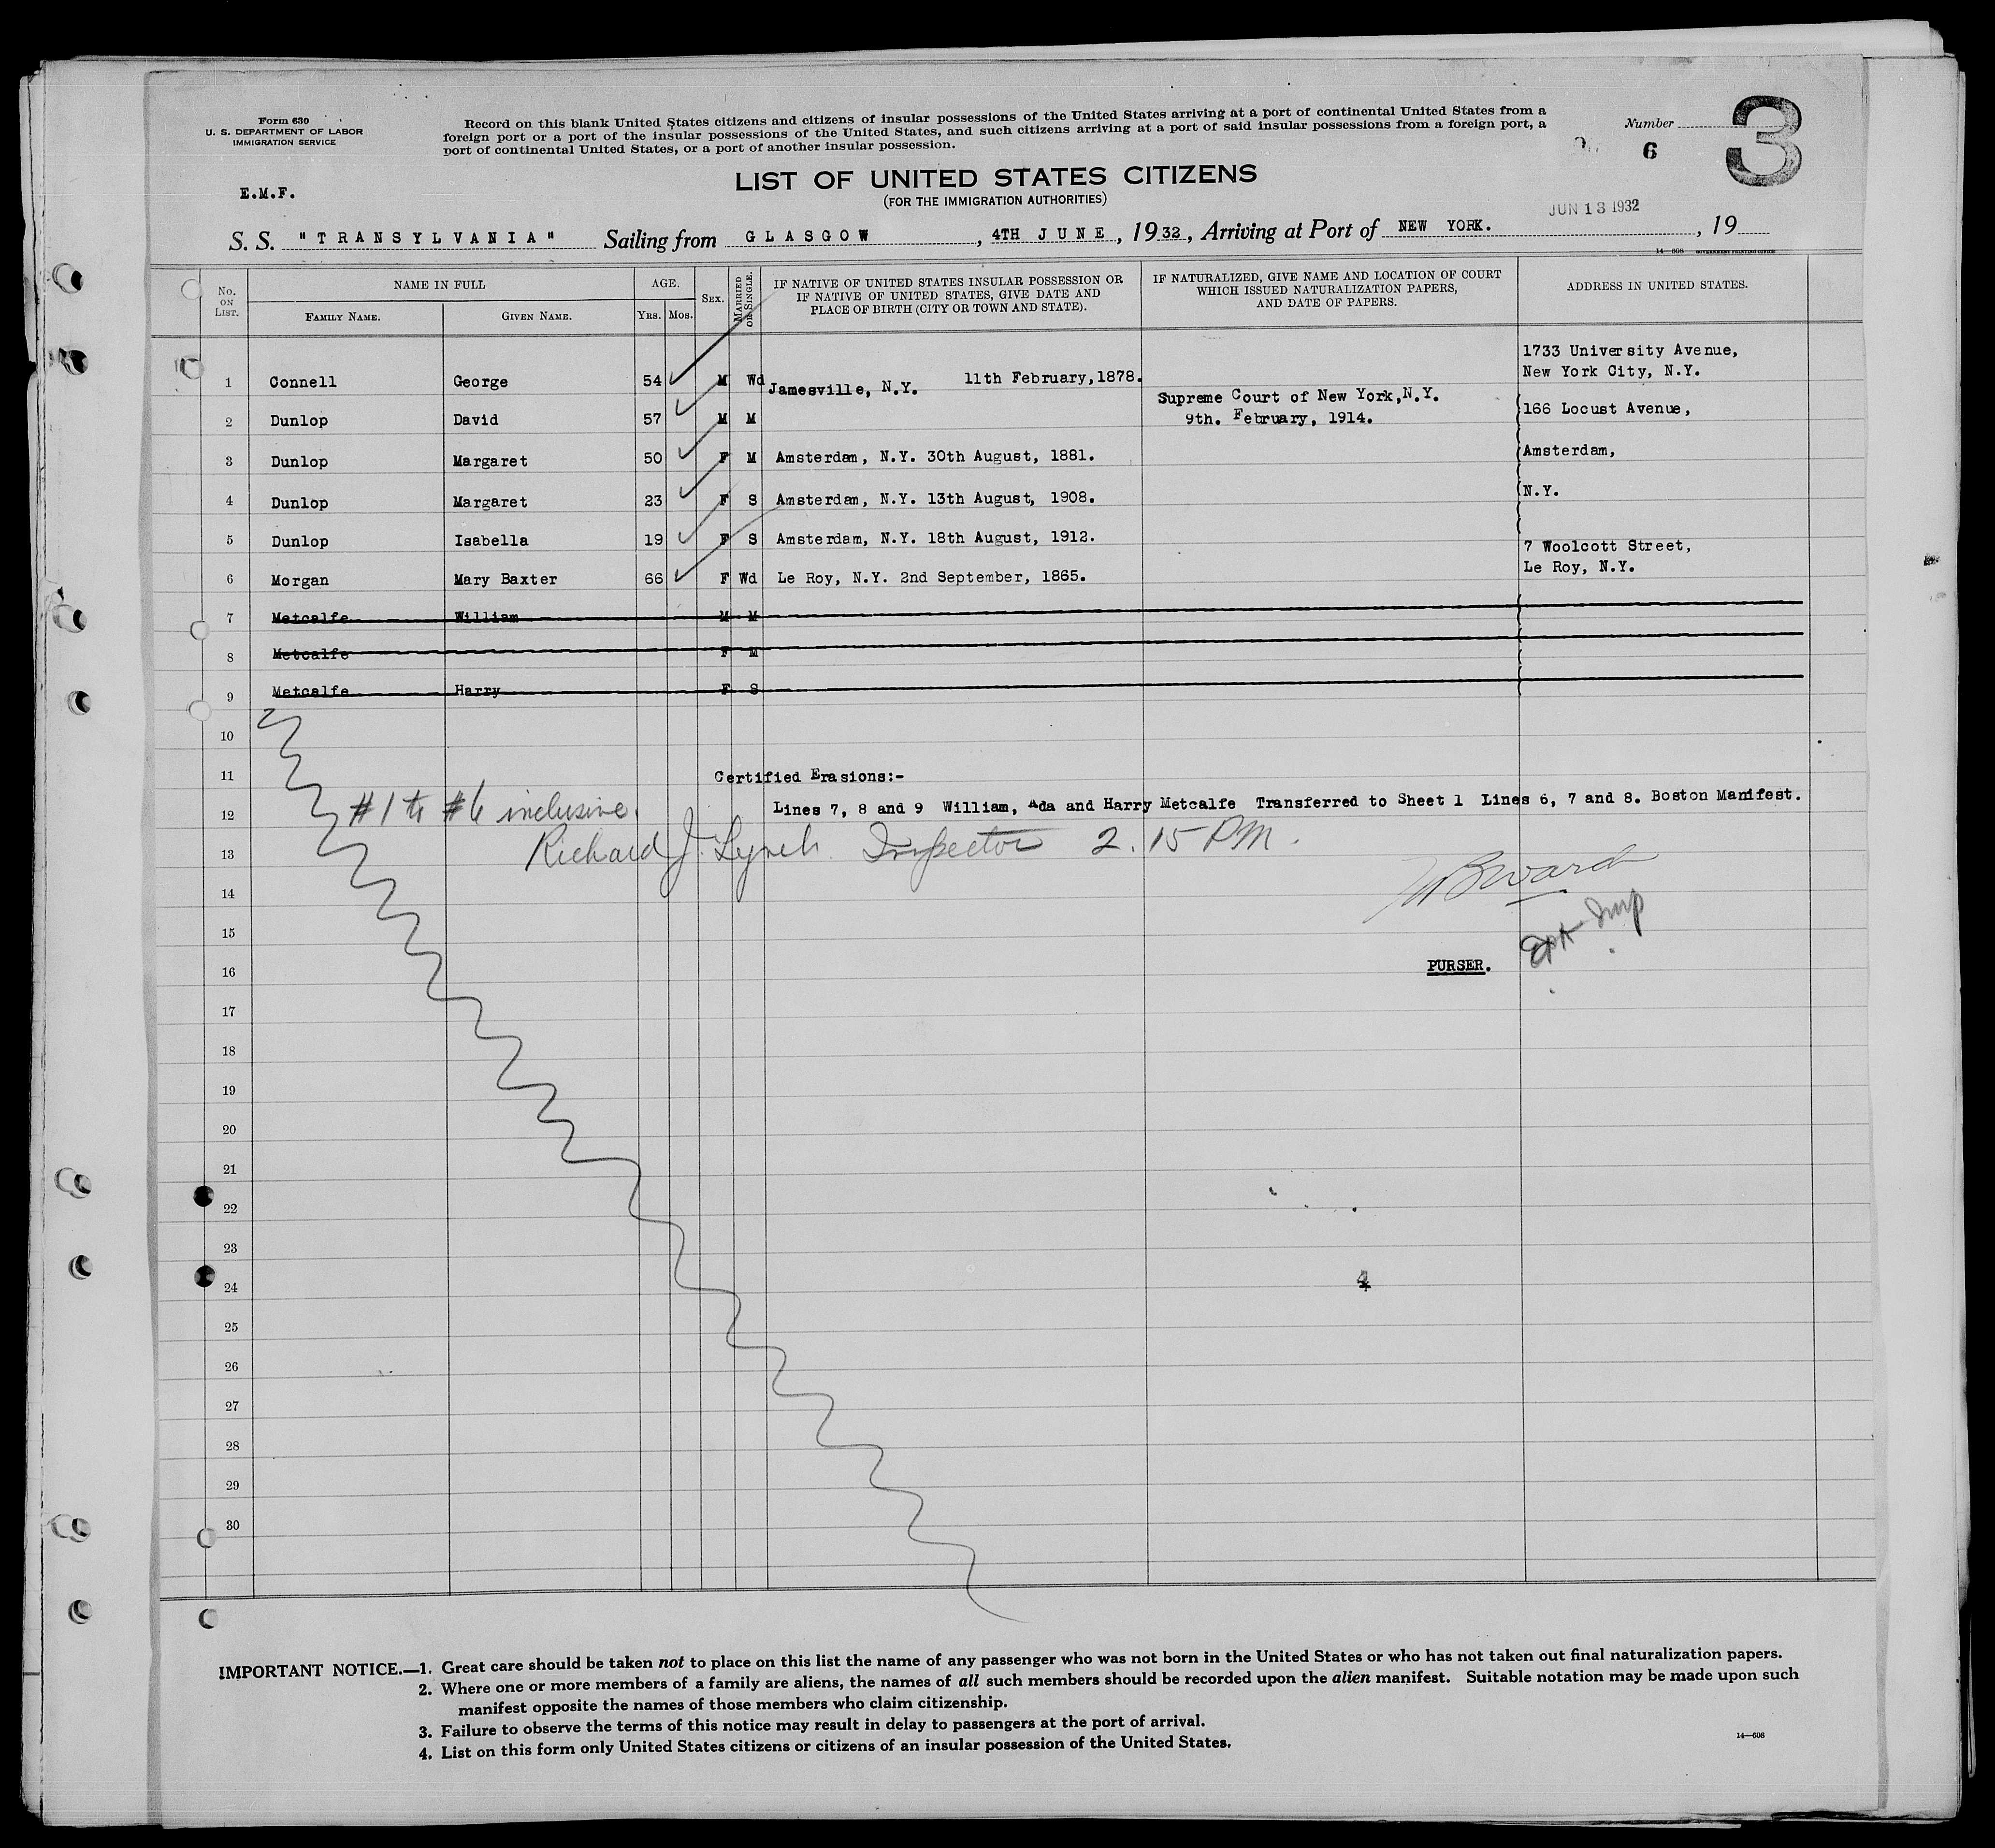 Form 630
U. S. DEPARTMENT OF LABOR
IMMIGRATION SERVICE
Record on this blank United States citizens and citizens of insular possessions of the United States arriving at a port of continental United States from a
foreign port or a port of the insular possessions of the United States, and such citizens arriving at a port of said insular possessions from a foreign port, a
port of continental United States, or a port of another insular possession.
Number
6
3
E.M.F.
LIST OF UNITED STATES CITIZENS
(FOR THE IMMIGRATION AUTHORITIES)
JUN 13 1932
S. S. "TRANSYLVANIA" Sailing from GLASGOW, 4TH JUNE, 1932, Arriving at Port of NEW YORK. , 19
14—608 GOVERNMENT PRINTING OFFICE
No. ON LIST. NAME IN FULL FAMILY NAME. GIVEN NAME. AGE. YRS. MOS. SEX. MARRIED OR SINGLE. IF NATIVE OF UNITED STATES INSULAR POSSESSION OR IF NATIVE OF UNITED STATES, GIVE DATE AND PLACE OF BIRTH (CITY OR TOWN AND STATE). IF NATURALIZED, GIVE NAME AND LOCATION OF COURT WHICH ISSUED NATURALIZATION PAPERS, AND DATE OF PAPERS. ADDRESS IN UNITED STATES.
1 Connell George 54 M Wd Jamesville, N.Y. 11th February,1878. 1733 University Avenue, New York City, N.Y.
2 Dunlop David 57 M M Supreme Court of New York,N.Y. 9th. February, 1914. 166 Locust Avenue,
3 Dunlop Margaret 50 F M Amsterdam, N.Y. 30th August, 1881. Amsterdam,
4 Dunlop Margaret 23 F S Amsterdam, N.Y. 13th August, 1908. N.Y.
5 Dunlop Isabella 19 F S Amsterdam, N.Y. 18th August, 1912.
6 Morgan Mary Baxter 66 F Wd Le Roy, N.Y. 2nd September, 1865. 7 Woolcott Street, Le Roy, N.Y.
7 Metcalfe William M M
8 Metcalfe F M
9 Metcalfe Harry F S
10
11 Certified Erasions:-
12 #1 to #6 inclusive. Lines 7, 8 and 9 William, Ada and Harry Metcalfe Transferred to Sheet 1 Lines 6, 7 and 8. Boston Manifest.
13 Richard J. Lynch Inspector 2.15 PM.
14 Ward
15
16 PURSER.
17
18
19
20
21
22
23
24 4
25
26
27
28
29
30
IMPORTANT NOTICE.—1. Great care should be taken not to place on this list the name of any passenger who was not born in the United States or who has not taken out final naturalization papers.
2. Where one or more members of a family are aliens, the names of all such members should be recorded upon the alien manifest. Suitable notation may be made upon such
manifest opposite the names of those members who claim citizenship.
3. Failure to observe the terms of this notice may result in delay to passengers at the port of arrival.
4. List on this form only United States citizens or citizens of an insular possession of the United States.
14—608